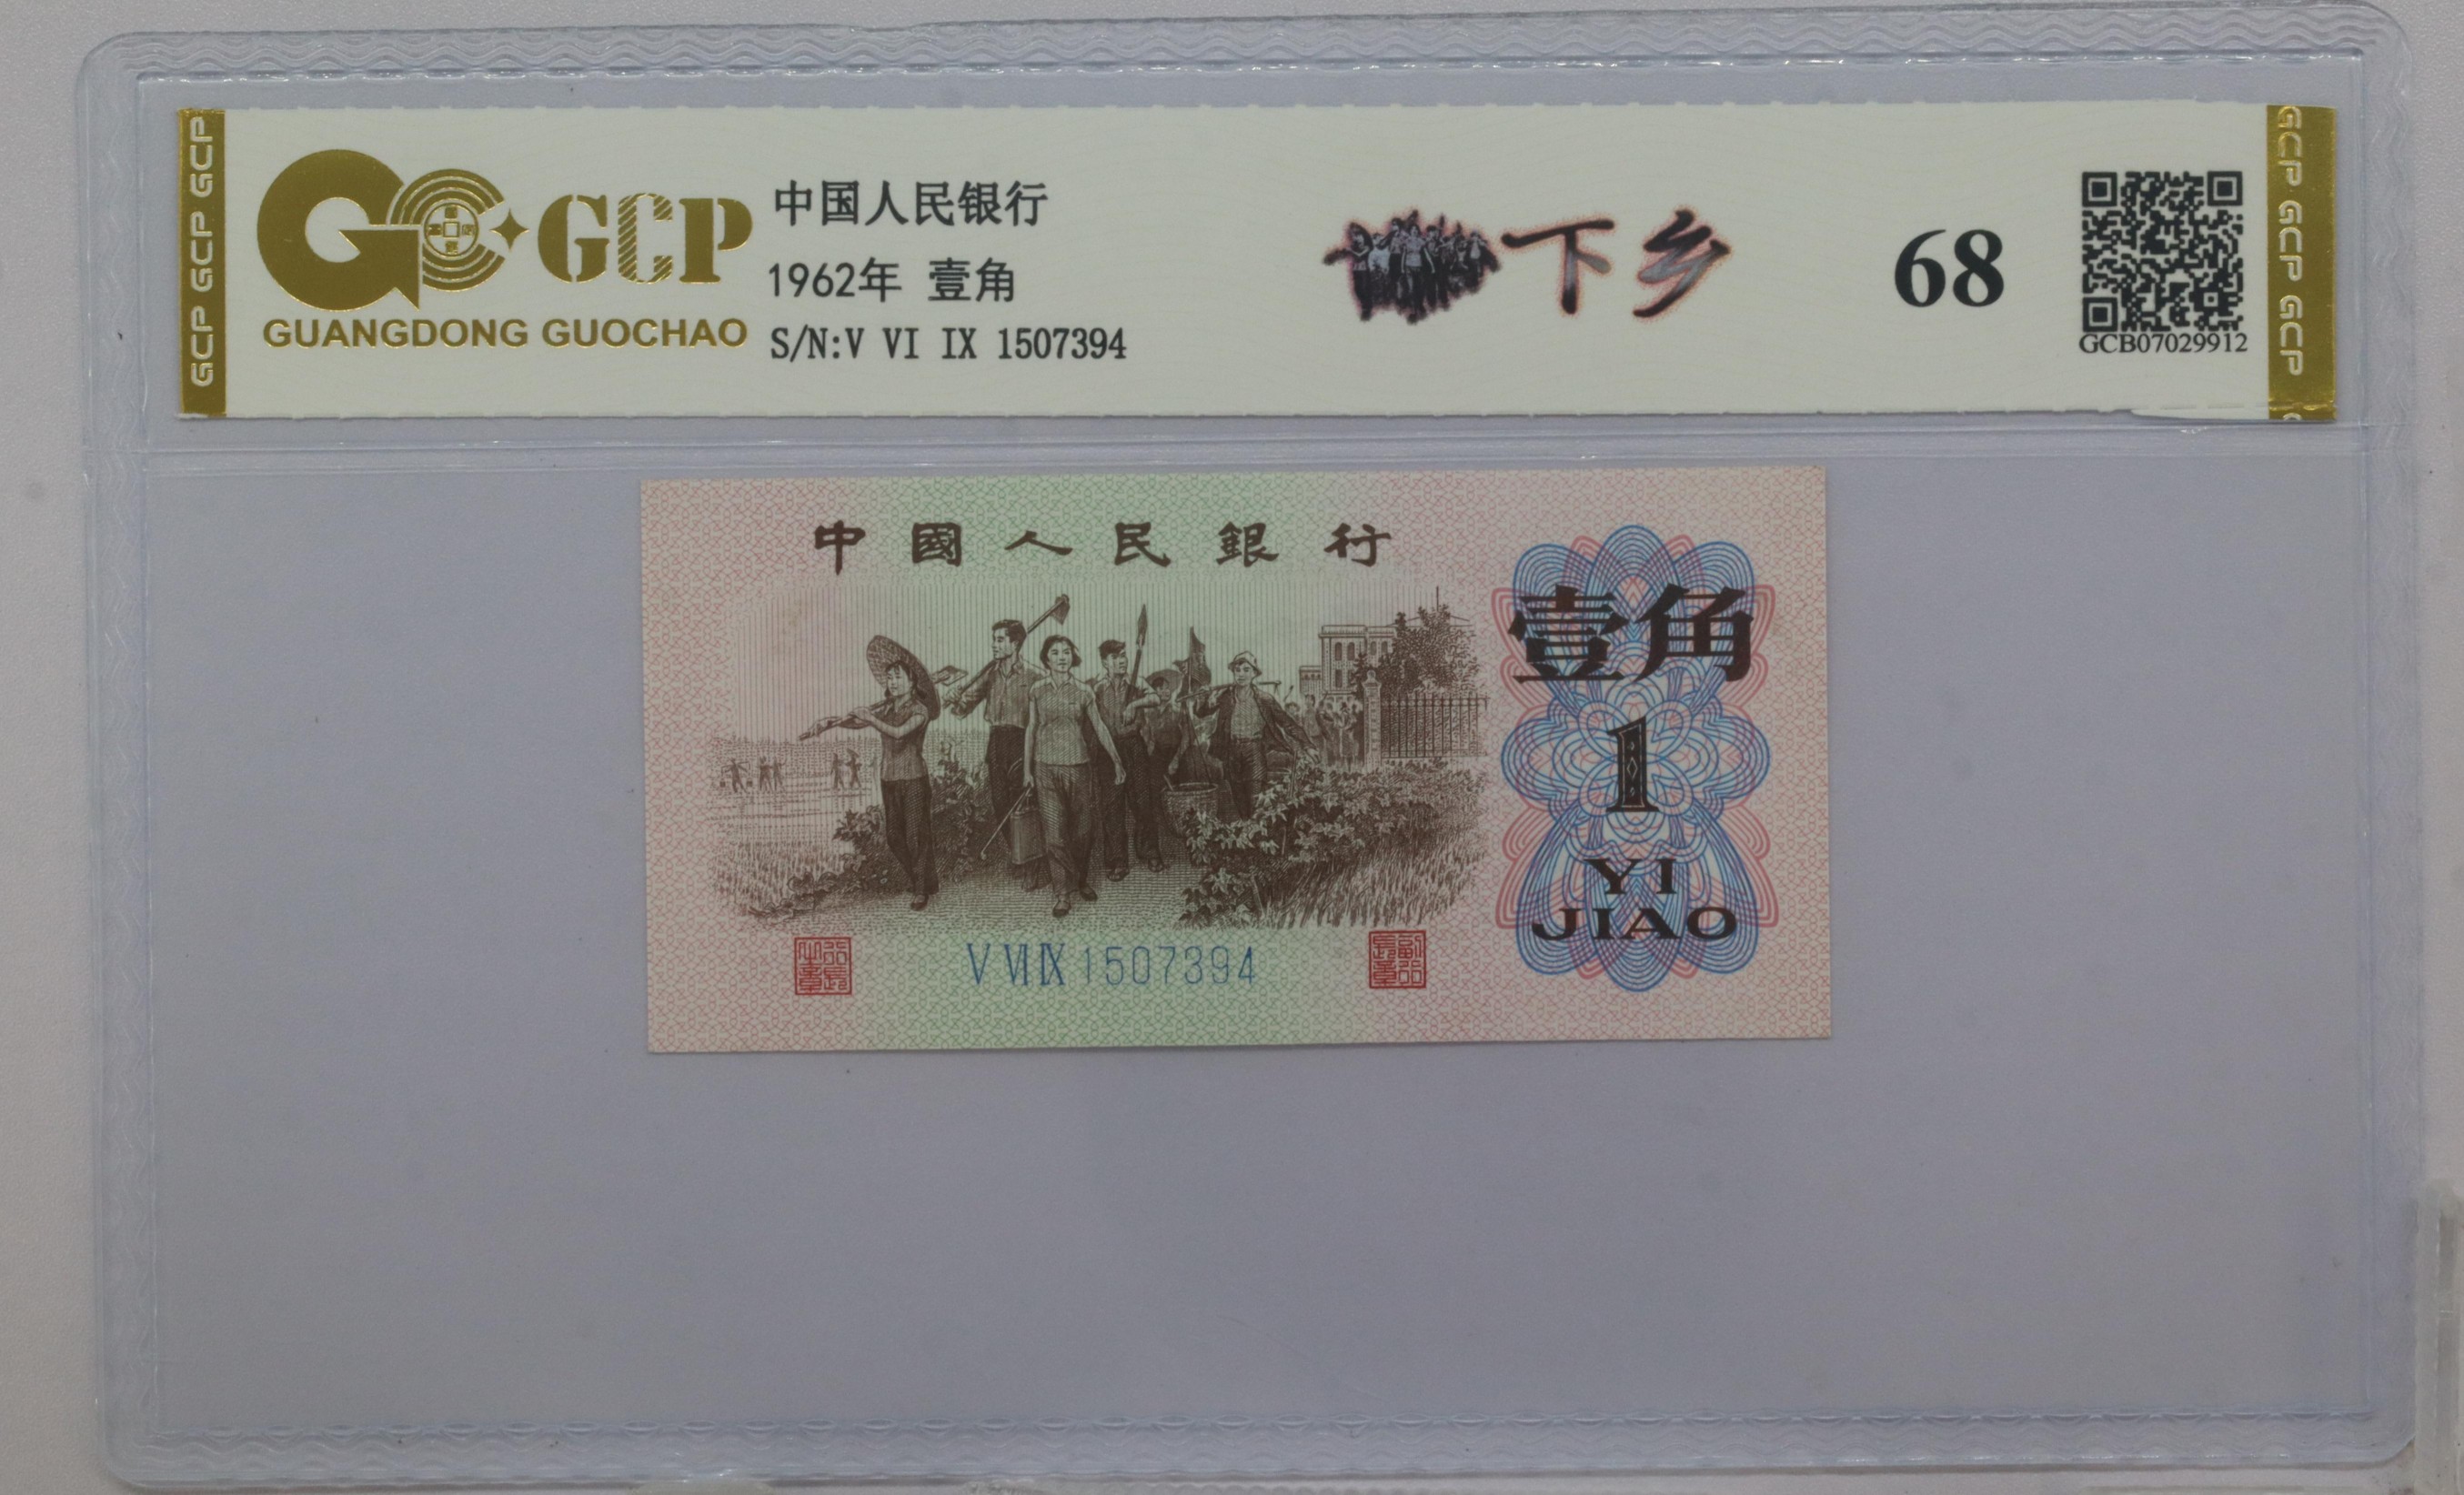 GCP GCP GCP
GCP
GUANGDONG GUOCHAO
中国人民银行
1962年 壹角
S/N:V VI IX 1507394
下乡
68
GCB07029912
GCP GCP GCP
中國人民銀行
壹角
1
YI
JIAO
V VI IX 1507394